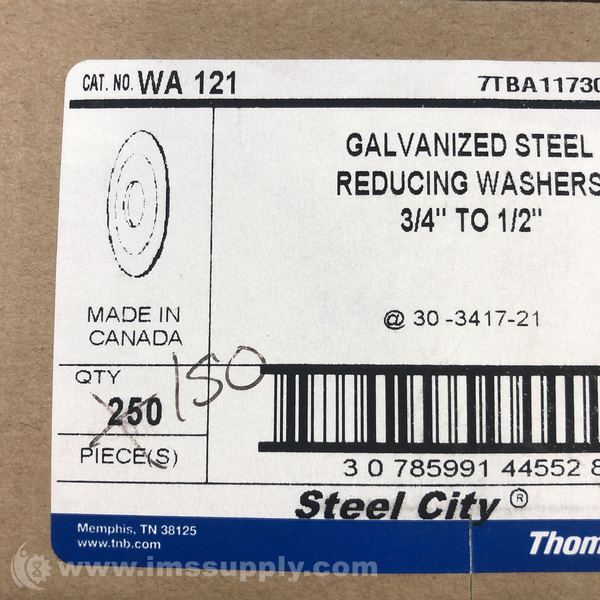 CAT. NO. WA 121
7TBA11730
GALVANIZED STEEL
REDUCING WASHERS
3/4" TO 1/2"
MADE IN
CANADA
@ 30-3417-21
QTY
250 150
PIECE(S)
3 0 785991 44552 8
Steel City ®
Memphis, TN 38125
www.tnb.com
Thom
www.imssupply.com